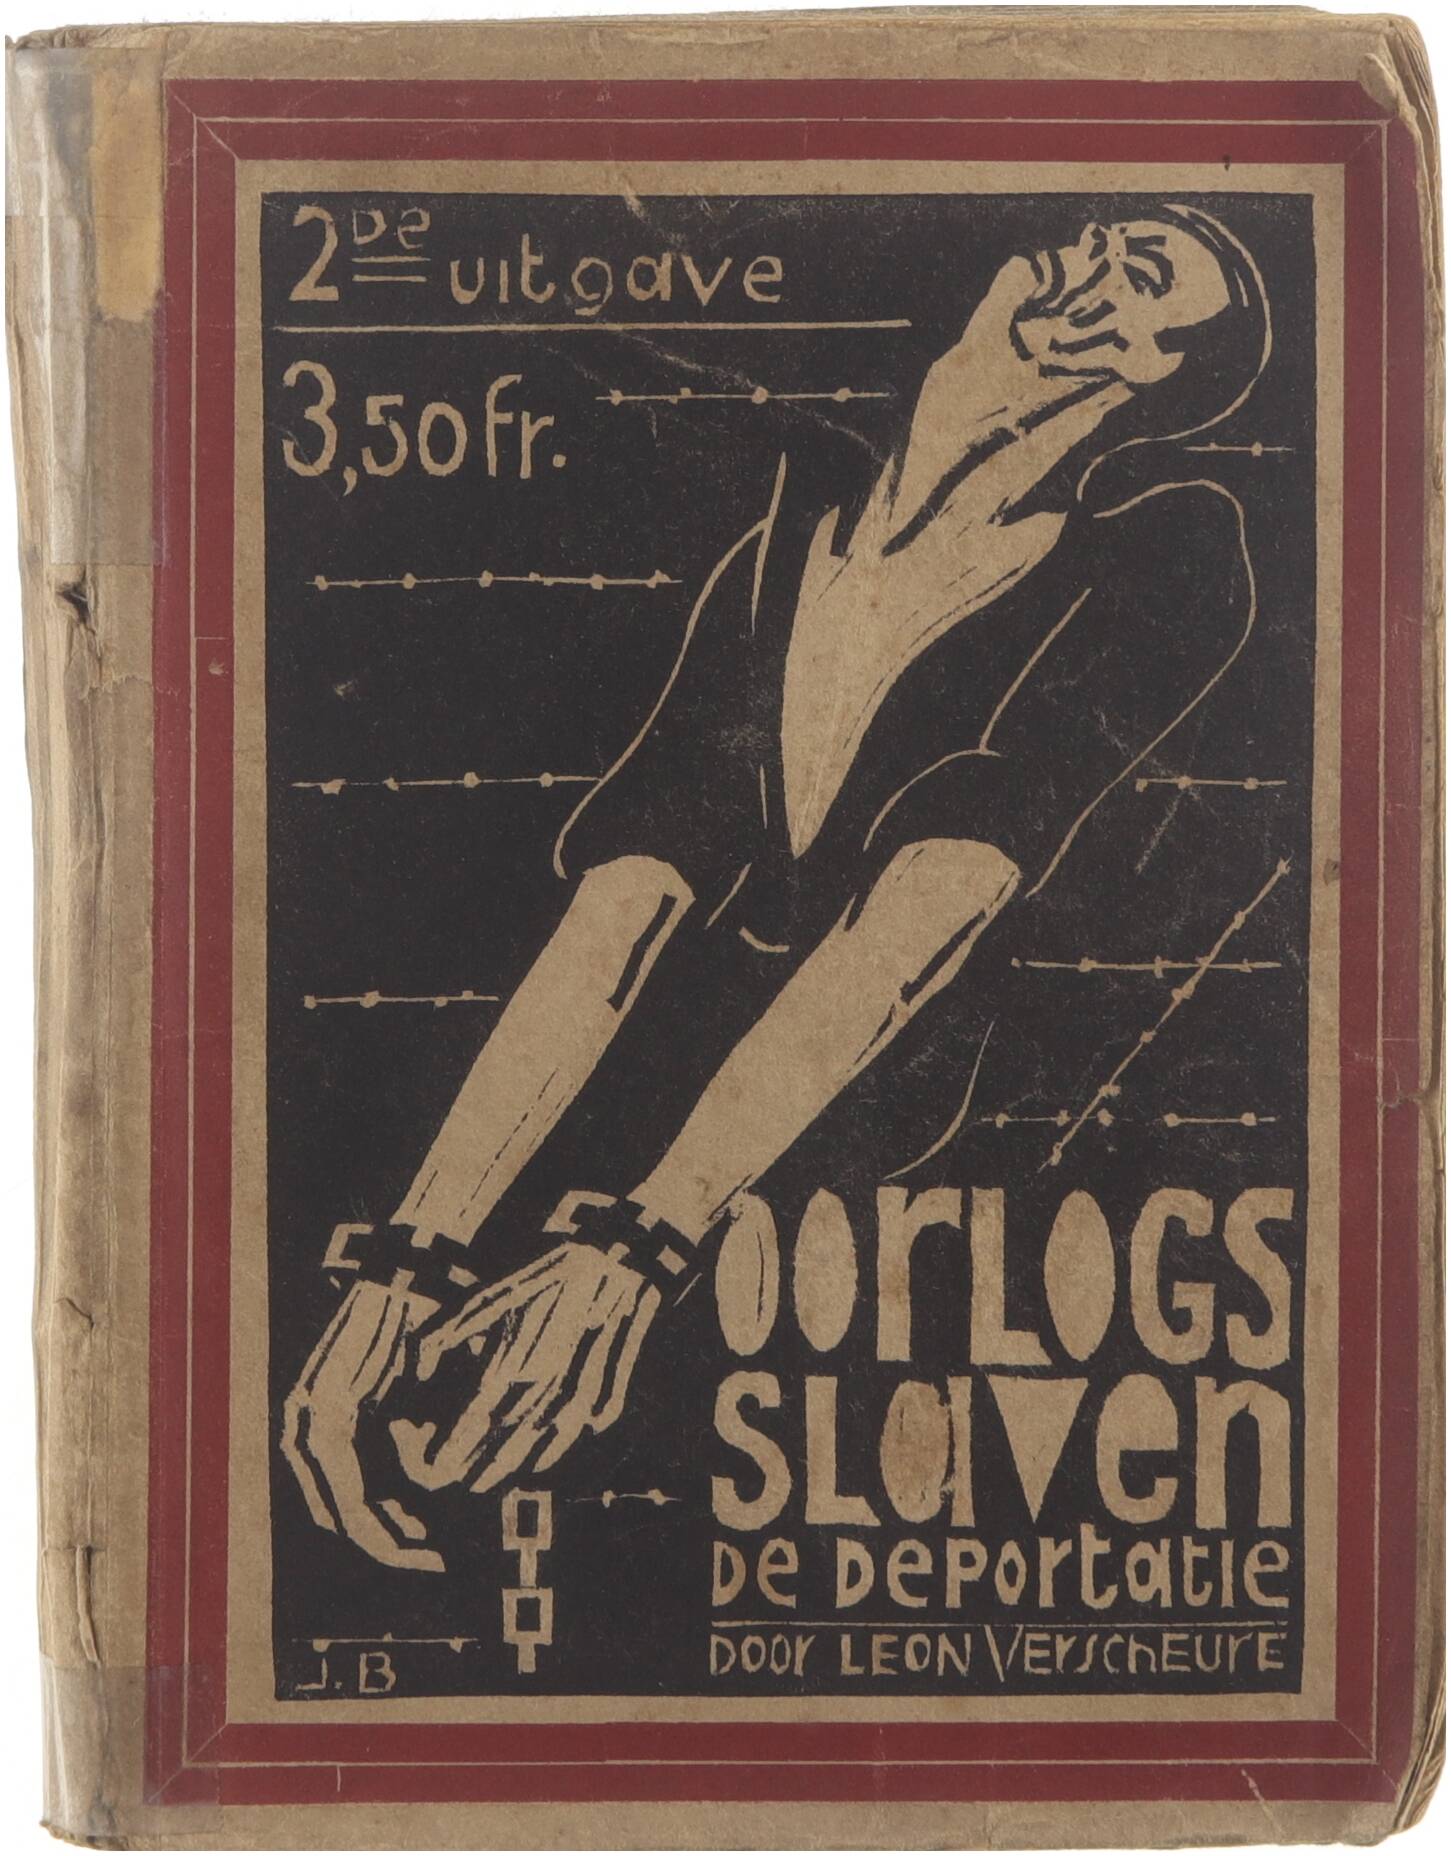 2de uitgave
3,50 fr.
OorLOGS
SLaven
De Deportatie
DOOr LEON VerschEUrE
J.B